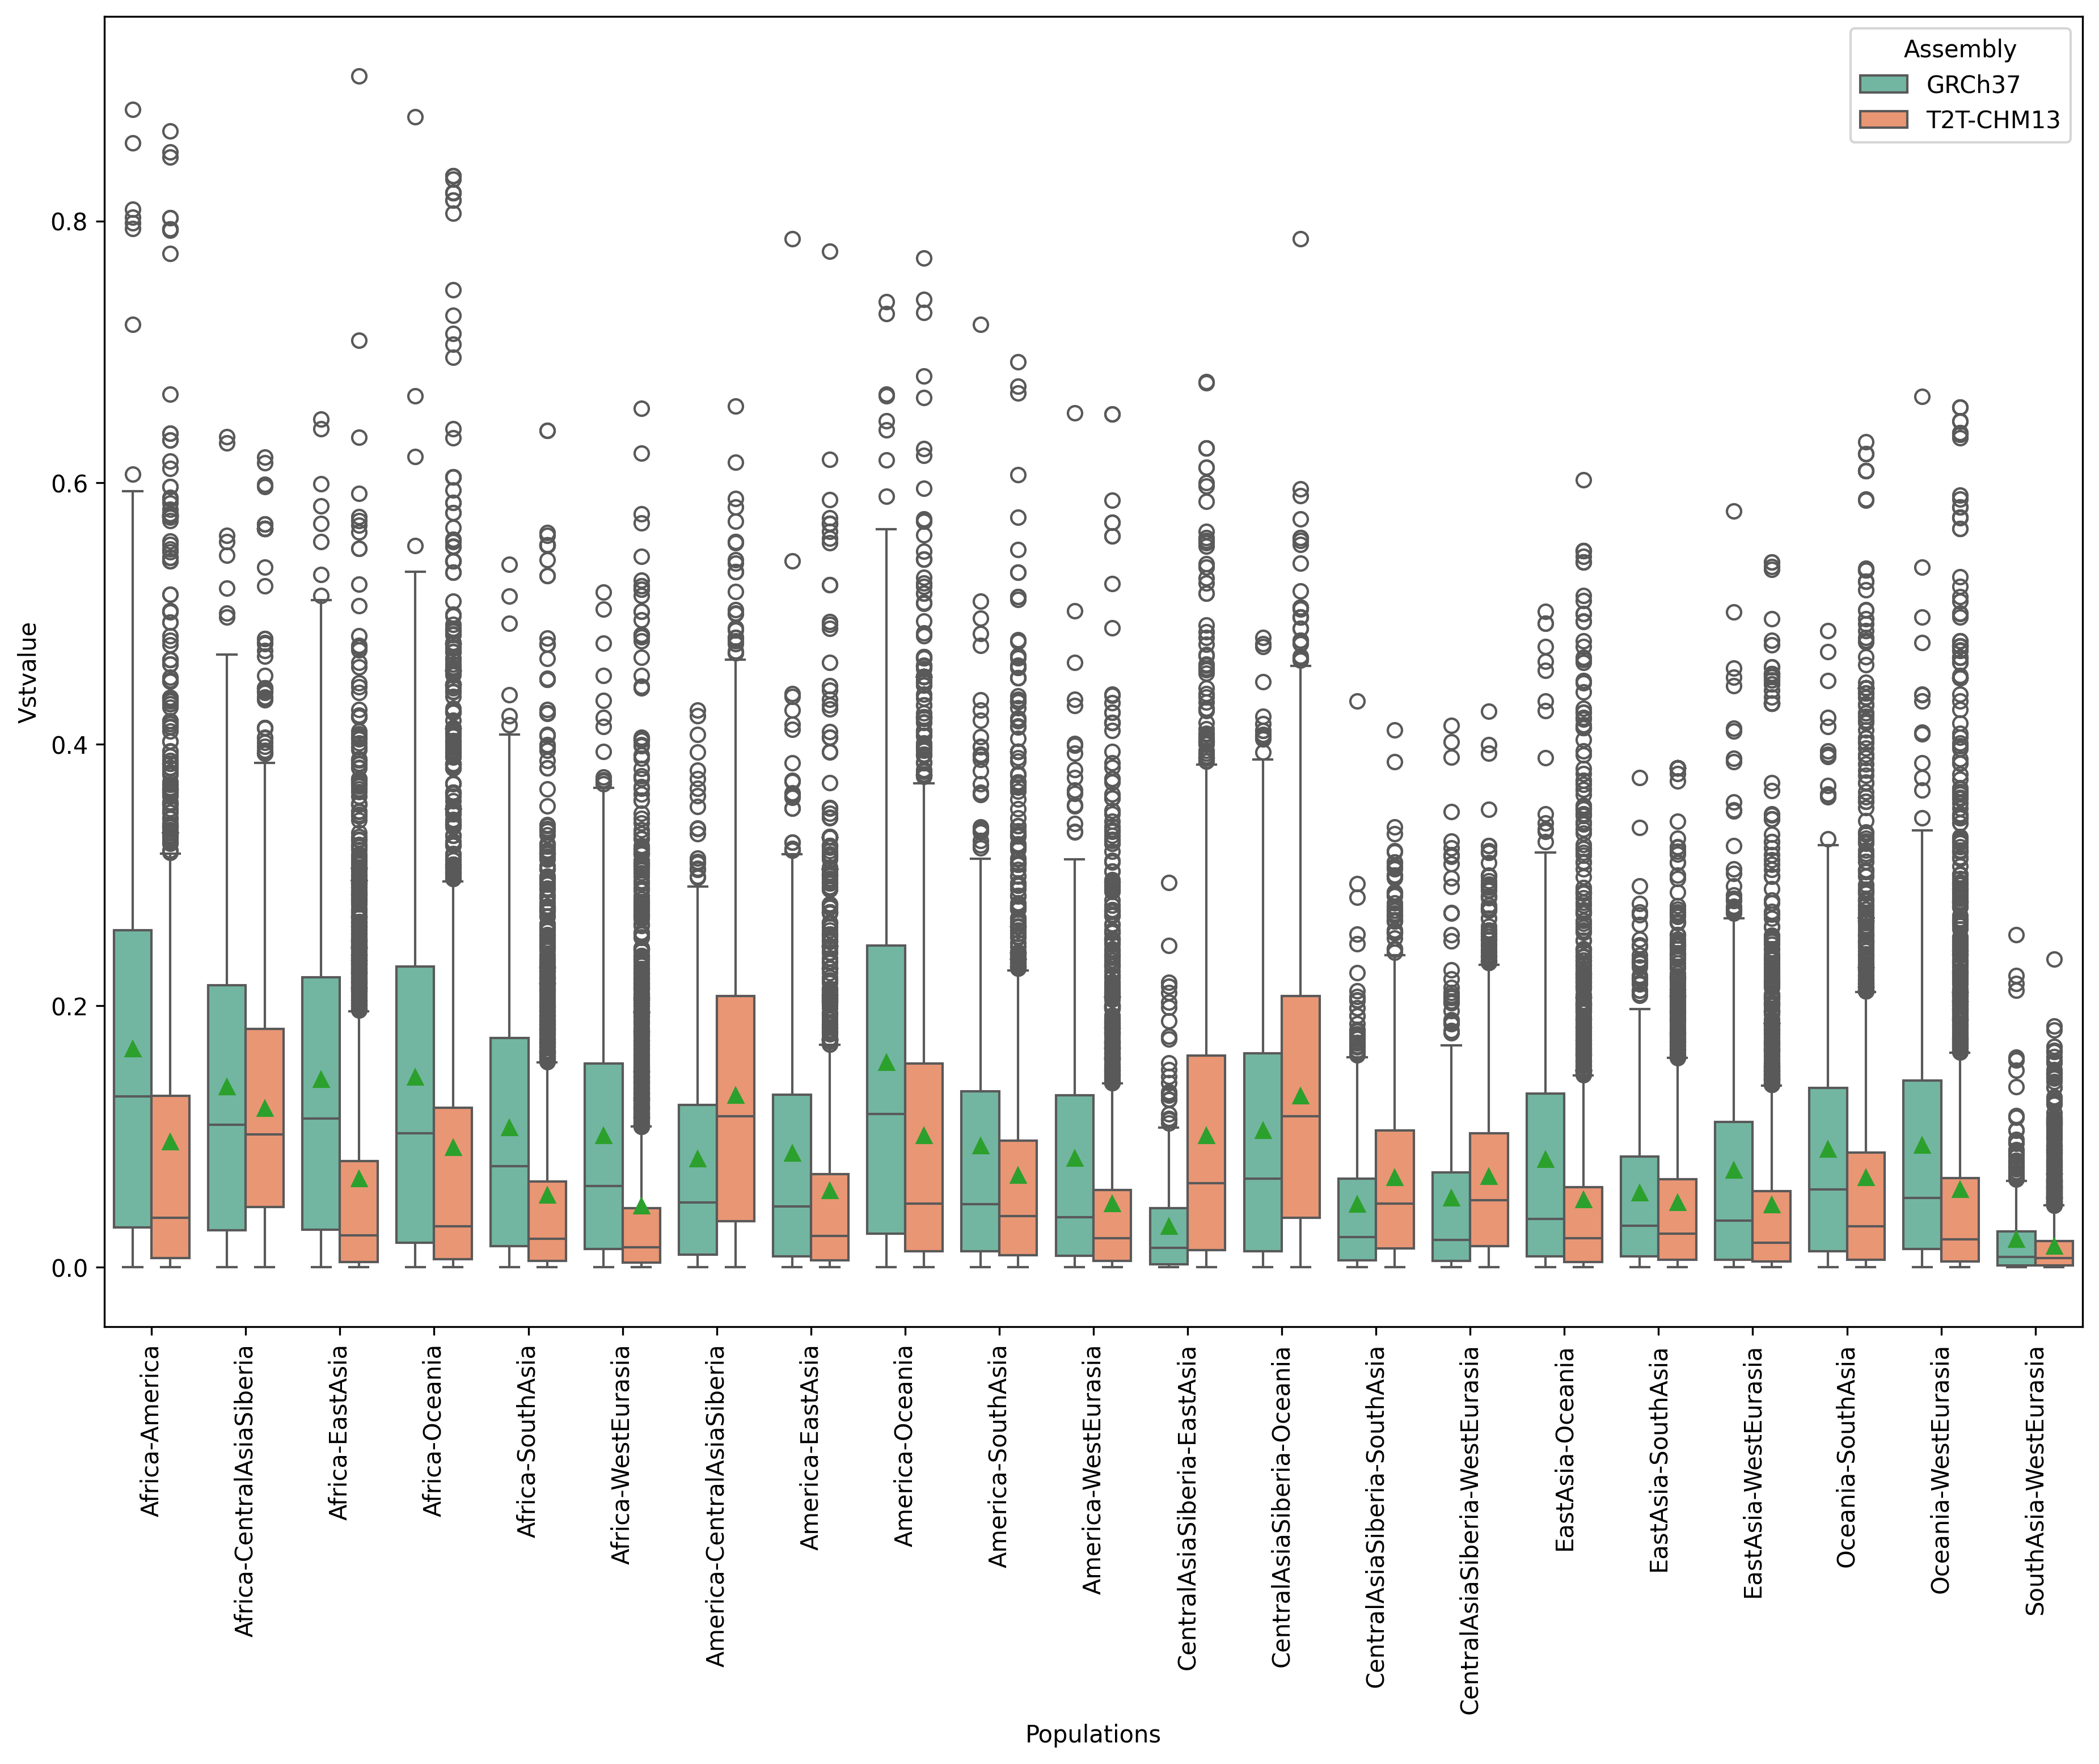 Assembly
GRCh37
T2T-CHM13
Vstvalue
0.8
0.6
0.4
0.2
0.0
Africa-America
Africa-CentralAsiaSiberia
Africa-EastAsia
Africa-Oceania
Africa-SouthAsia
Africa-WestEurasia
America-CentralAsiaSiberia
America-EastAsia
America-Oceania
America-SouthAsia
America-WestEurasia
CentralAsiaSiberia-EastAsia
CentralAsiaSiberia-Oceania
CentralAsiaSiberia-SouthAsia
CentralAsiaSiberia-WestEurasia
EastAsia-Oceania
EastAsia-SouthAsia
EastAsia-WestEurasia
Oceania-SouthAsia
Oceania-WestEurasia
SouthAsia-WestEurasia
Populations